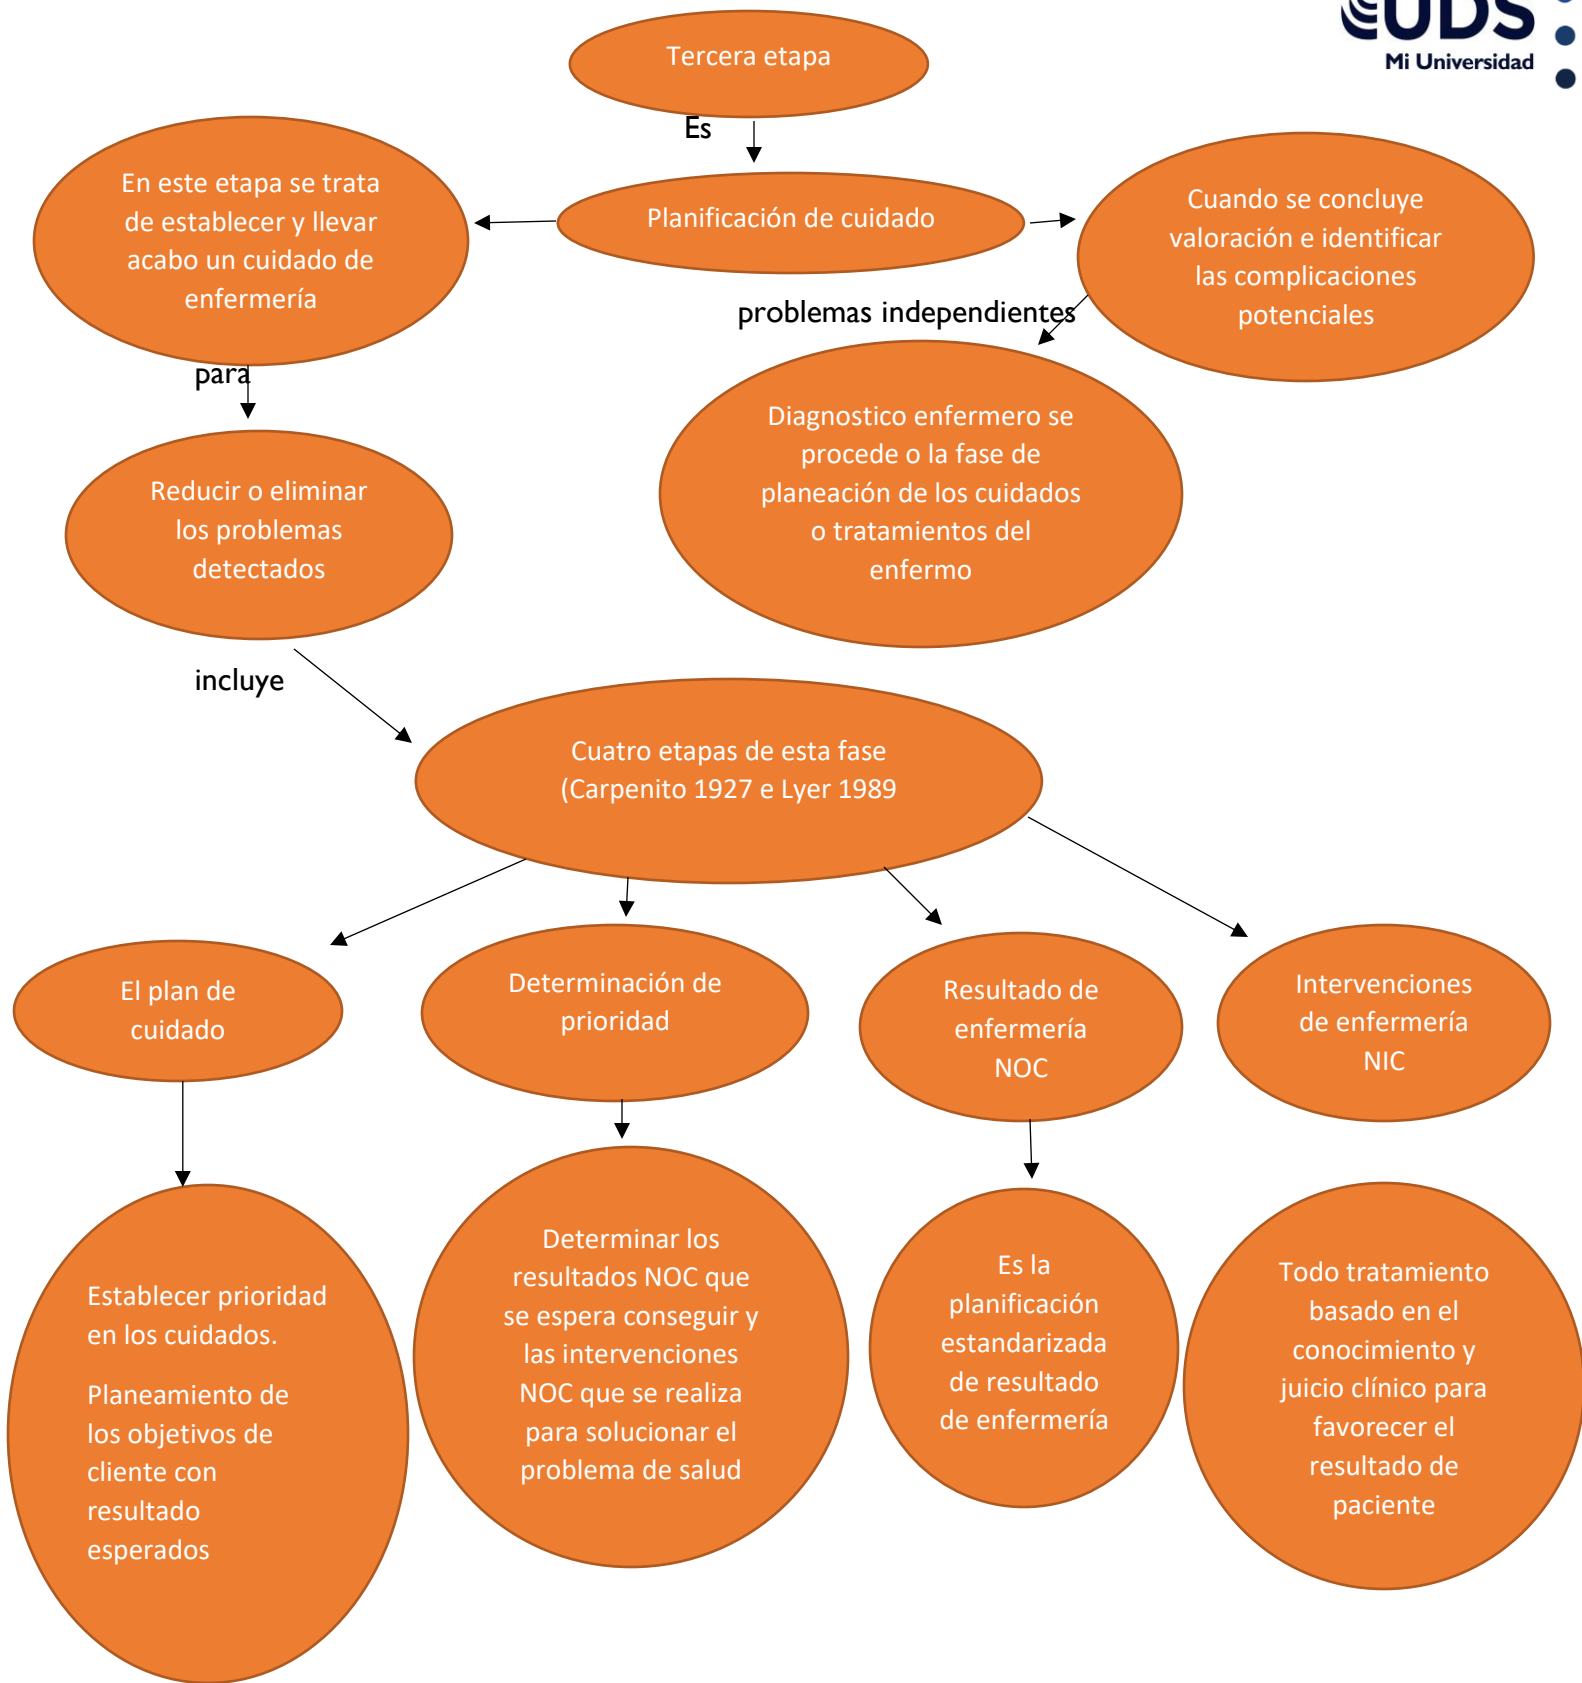 UDS
Mi Universidad
Tercera etapa
Es
En este etapa se trata
de establecer y llevar
acabo un cuidado de
enfermería
Planificación de cuidado
Cuando se concluye
valoración e identificar
las complicaciones
potenciales
problemas independientes
para
Diagnostico enfermero se
procede o la fase de
planeación de los cuidados
o tratamientos del
enfermo
Reducir o eliminar
los problemas
detectados
incluye
Cuatro etapas de esta fase
(Carpenito 1927 e Lyer 1989
El plan de
cuidado
Determinación de
prioridad
Resultado de
enfermería
NOC
Intervenciones
de enfermería
NIC
Establecer prioridad
en los cuidados.
Planeamiento de
los objetivos de
cliente con
resultado
esperados
Determinar los
resultados NOC que
se espera conseguir y
las intervenciones
NOC que se realiza
para solucionar el
problema de salud
Es la
planificación
estandarizada
de resultado
de enfermería
Todo tratamiento
basado en el
conocimiento y
juicio clínico para
favorecer el
resultado de
paciente